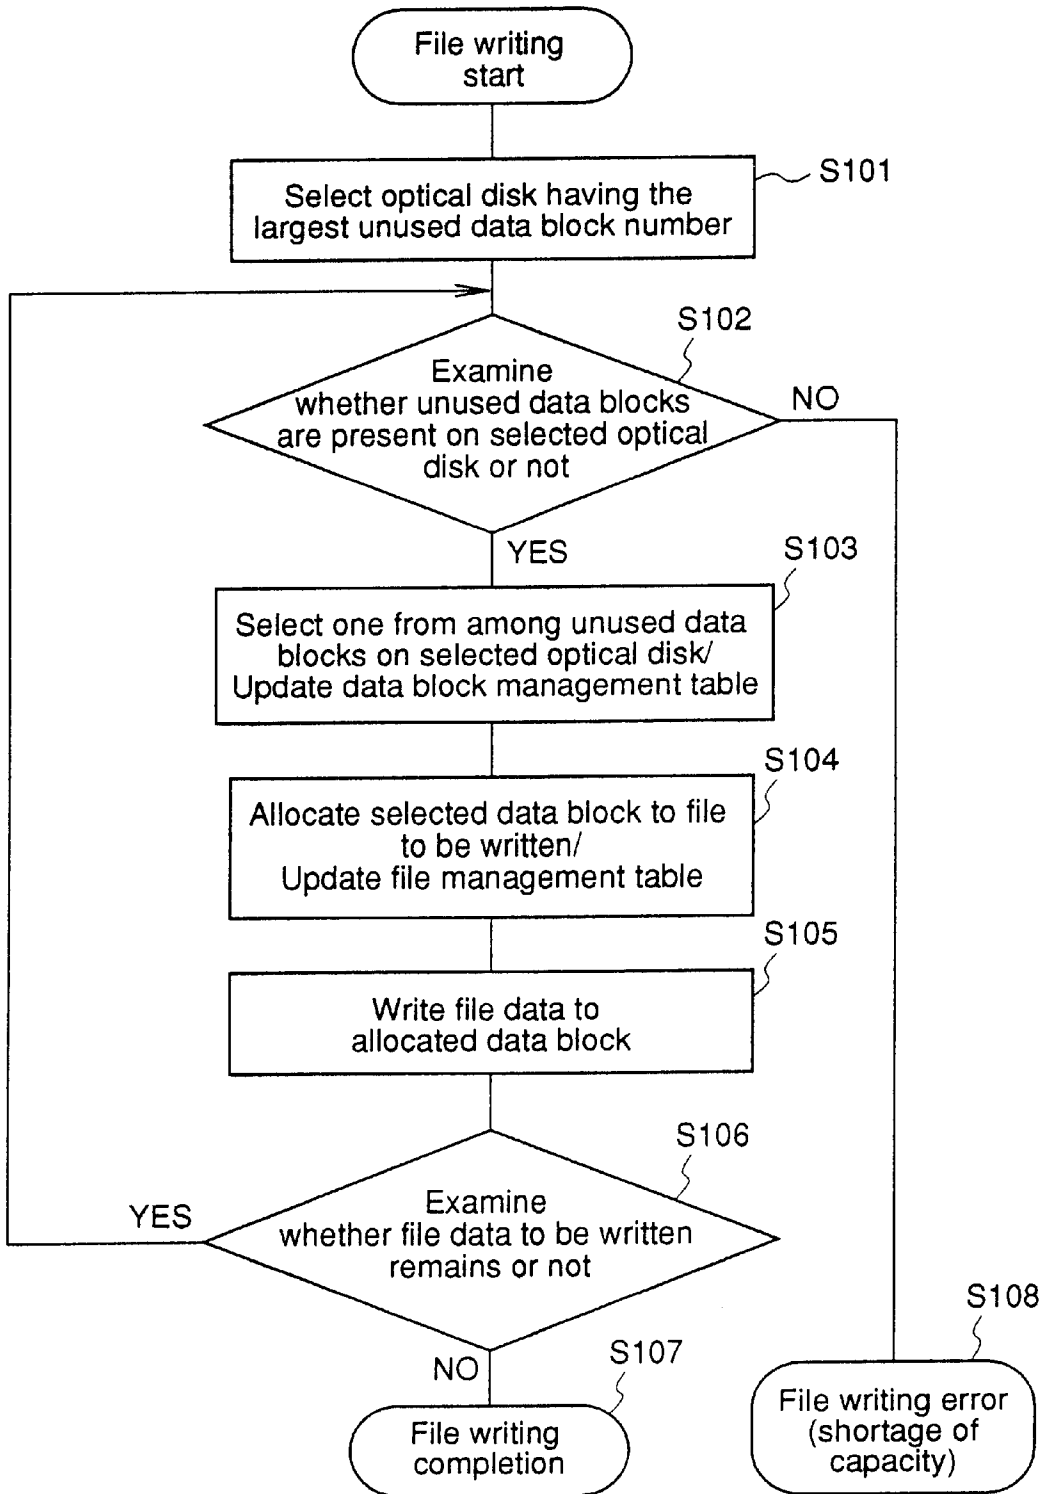 File writing
start
S101
Select optical disk having the
largest unused data block number
S102
Examine
whether unused data blocks
are present on selected optical
disk or not
NO
YES
S103
Select one from among unused data
blocks on selected optical disk/
Update data block management table
S104
Allocate selected data block to file
to be written/
Update file management table
S105
Write file data to
allocated data block
S106
Examine
whether file data to be written
remains or not
YES
NO
S107
File writing
completion
S108
File writing error
(shortage of
capacity)